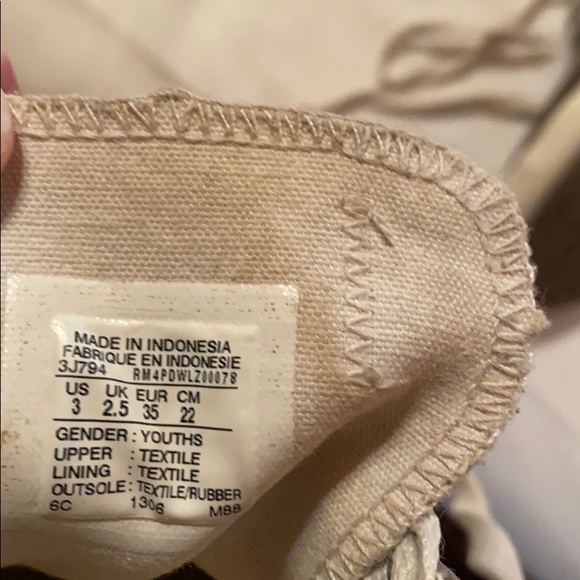 MADE IN INDONESIA
FABRIQUE EN INDONESIE
3J794 RM4PDWLZ00078
US UK EUR CM
3 2.5 35 22
GENDER : YOUTHS
UPPER : TEXTILE
LINING : TEXTILE
OUTSOLE : TEXTILE/RUBBER
6C 1306 M88